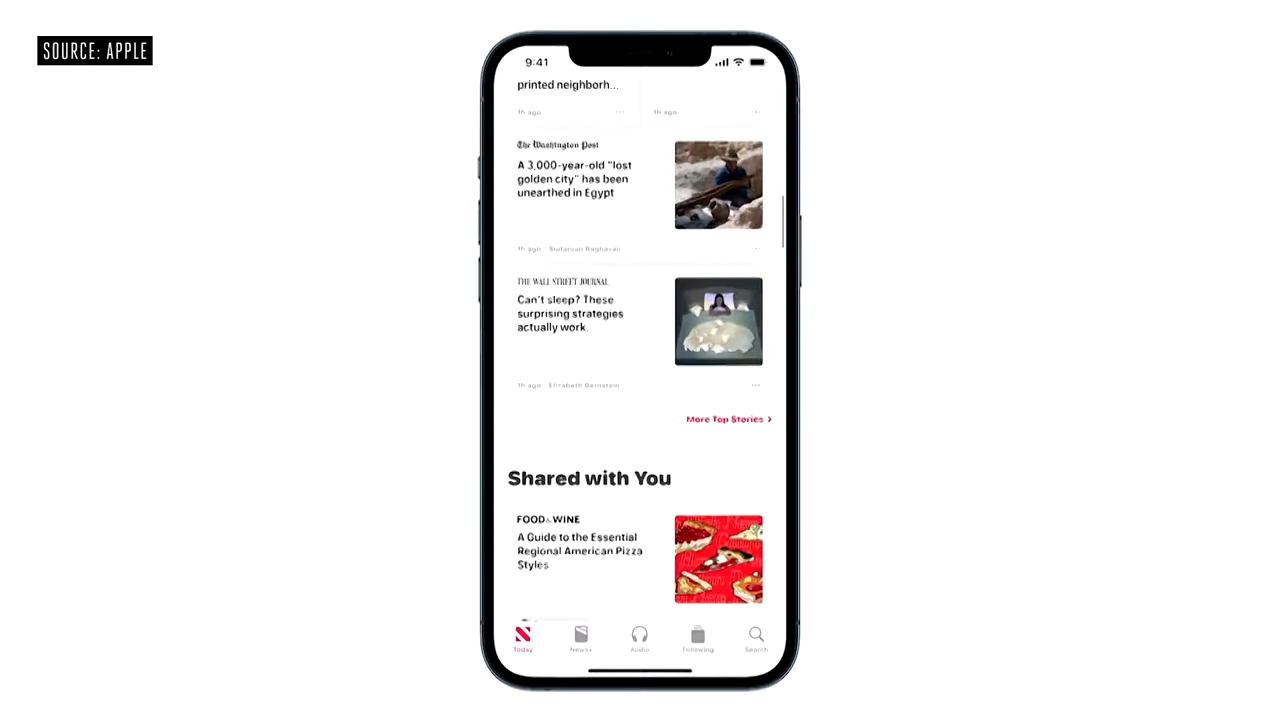 SOURCE: APPLE
9:41
printed neighborh...
1h ago
1h ago
The Washington Post
A 3,000-year-old "lost
golden city" has been
unearthed in Egypt
1h ago Sudarsan Raghavan
THE WALL STREET JOURNAL.
Can't sleep? These
surprising strategies
actually work.
1h ago Elizabeth Bernstein
More Top Stories >
Shared with You
FOOD&WINE
A Guide to the Essential
Regional American Pizza
Styles
Today
News+
Audio
Following
Search